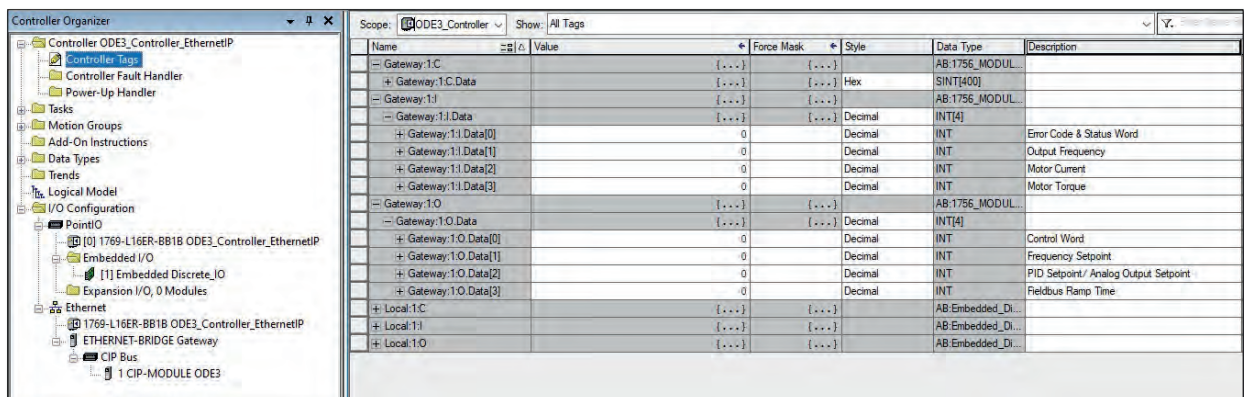 Controller Organizer
Controller ODE3_Controller_EthernetIP
Controller Tags
Controller Fault Handler
Power-Up Handler
Tasks
Motion Groups
Add-On Instructions
Data Types
Trends
Logical Model
I/O Configuration
PointIO
[0] 1769-L16ER-BB1B ODE3_Controller_EthernetIP
Embedded I/O
[1] Embedded Discrete_IO
Expansion I/O, 0 Modules
Ethernet
1769-L16ER-BB1B ODE3_Controller_EthernetIP
ETHERNET-BRIDGE Gateway
CIP Bus
1 CIP-MODULE ODE3
Scope: ODE3_Controller Show: All Tags
Name Value Force Mask Style Data Type Description
Gateway:1:C {...} {...} AB:1756_MODUL...
Gateway:1:C.Data {...} {...} Hex SINT[400]
Gateway:1:I {...} {...} AB:1756_MODUL...
Gateway:1:I.Data {...} {...} Decimal INT[4]
Gateway:1:I.Data[0] 0 Decimal INT Error Code & Status Word
Gateway:1:I.Data[1] 0 Decimal INT Output Frequency
Gateway:1:I.Data[2] 0 Decimal INT Motor Current
Gateway:1:I.Data[3] 0 Decimal INT Motor Torque
Gateway:1:O {...} {...} AB:1756_MODUL...
Gateway:1:O.Data {...} {...} Decimal INT[4]
Gateway:1:O.Data[0] 0 Decimal INT Control Word
Gateway:1:O.Data[1] 0 Decimal INT Frequency Setpoint
Gateway:1:O.Data[2] 0 Decimal INT PID Setpoint/ Analog Output Setpoint
Gateway:1:O.Data[3] 0 Decimal INT Fieldbus Ramp Time
Local:1:C {...} {...} AB:Embedded_Di...
Local:1:I {...} {...} AB:Embedded_Di...
Local:1:O {...} {...} AB:Embedded_Di...